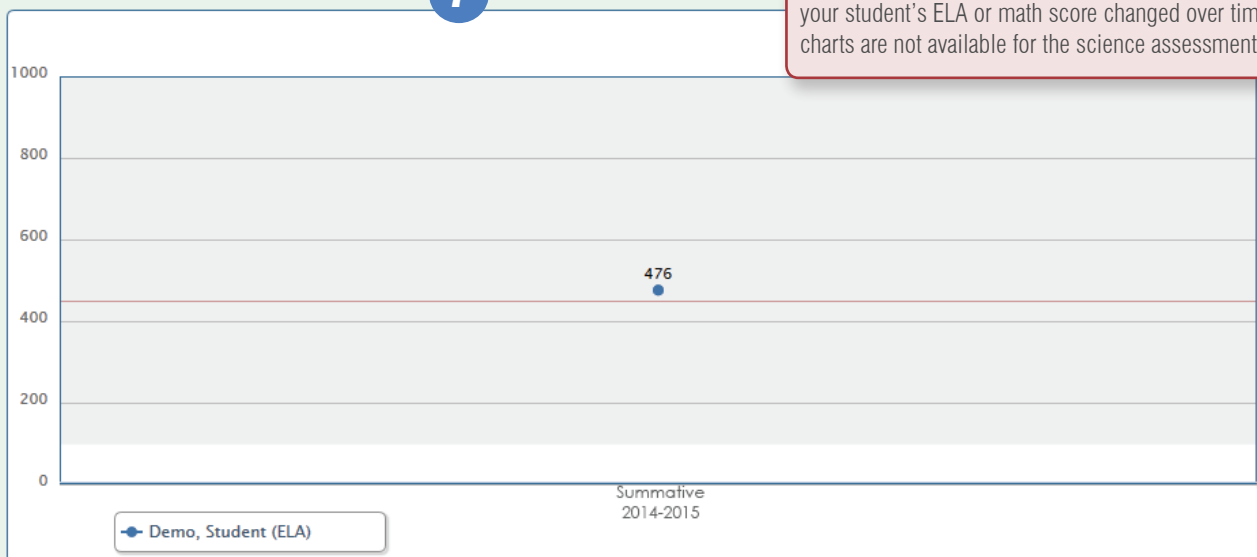 your student's ELA or math score changed over tim
charts are not available for the science assessment
1000
800
600
476
400
200
0
Summative
2014-2015
Demo, Student (ELA)